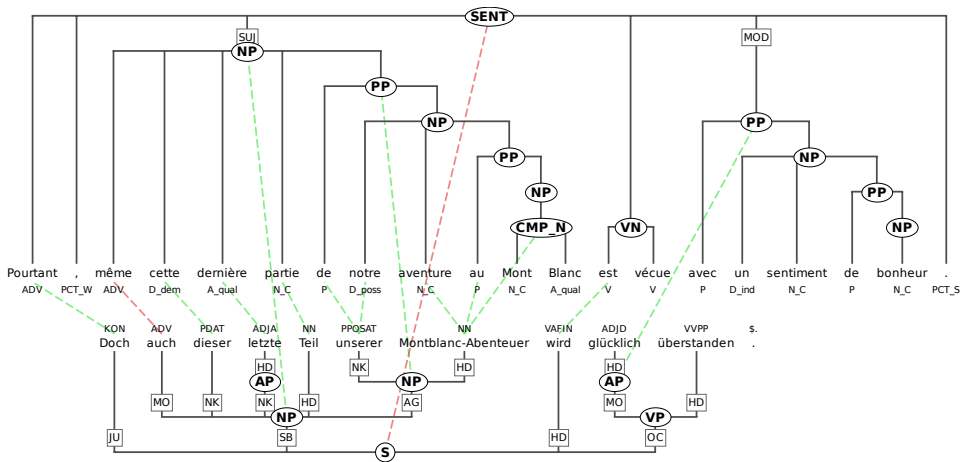 SENT
SUJ MOD
NP
PP
NP PP
PP NP
NP PP
CMP_N VN NP
Pourtant , même cette dernière partie de notre aventure au Mont Blanc est vécue avec un sentiment de bonheur .
ADV PCT_W ADV D_dem A_qual N_C P D_poss N_C P N_C A_qual V V P D_ind N_C P N_C PCT_S
KON ADV PDAT ADJA NN PPOSAT NN VAFIN ADJD VVPP $.
Doch auch dieser letzte Teil unserer Montblanc-Abenteuer wird glücklich überstanden .
HD NK HD HD
AP NP AP
MO NK NK HD AG MO HD
NP VP
JU SB HD OC
S